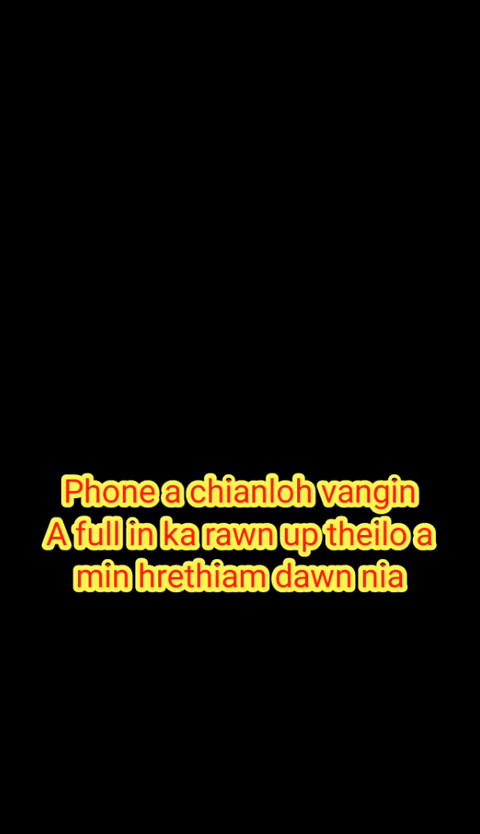 Phone a chianloh vangin
A full in ka rawn up theilo a
min hrethiam dawn nia